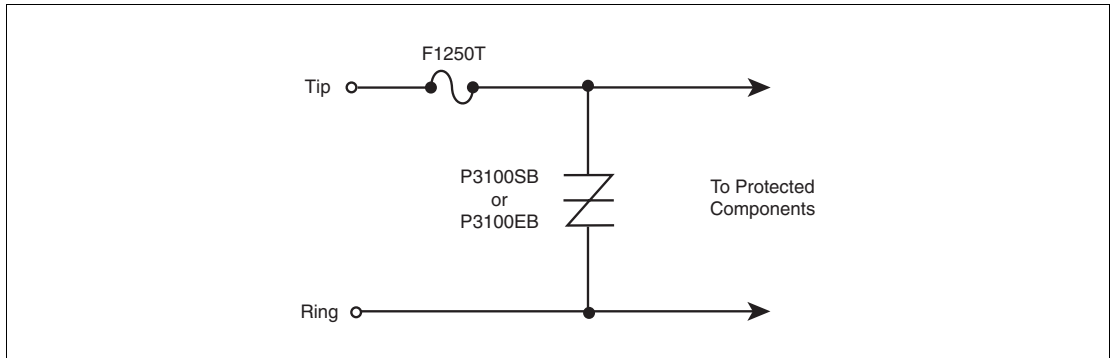 F1250T
Tip
P3100SB
or
P3100EB
To Protected
Components
Ring